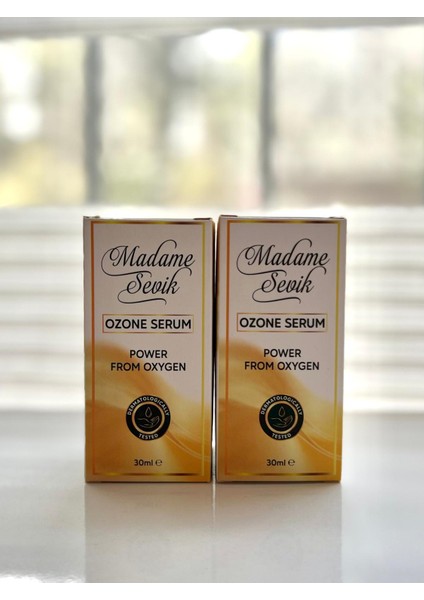 Madame
Sevik
OZONE SERUM
POWER
FROM OXYGEN
DERMATOLOGICALLY
TESTED
30ml ℮
Madame
Sevik
OZONE SERUM
POWER
FROM OXYGEN
DERMATOLOGICALLY
TESTED
30ml ℮